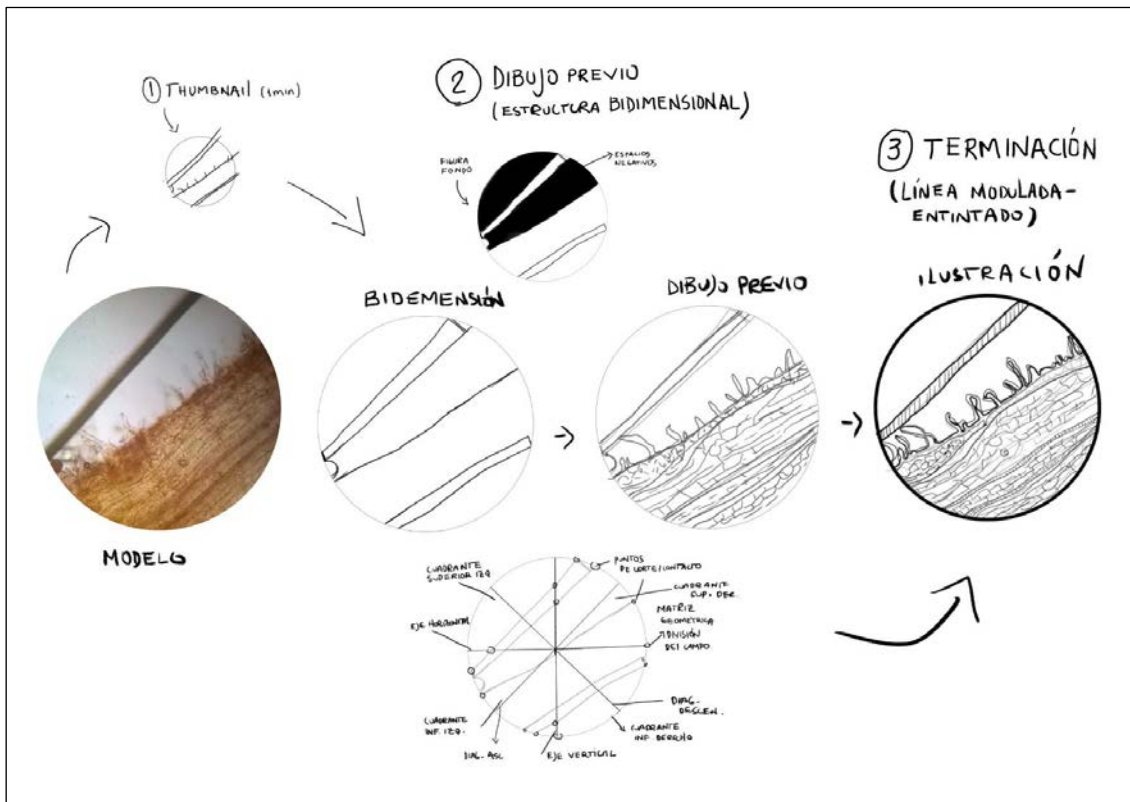 ① THUMBNAIL (1min)
② DIBUJO PREVIO
(ESTRUCTURA BIDIMENSIONAL)
FIGURA
FONDO
ESPACIOS
NEGATIVOS
③ TERMINACIÓN
(LÍNEA MODULADA-
ENTINTADO)
MODELO
BIDEMENSIÓN
DIBUJO PREVIO
ILUSTRACIÓN
CUADRANTE
SUPERIOR IZQ
PUNTOS
DE CORTE/CONTACTO
CUADRANTE
SUP. DER.
EJE HORIZONTAL
MATRIZ
GEOMÉTRICA
DIVISIÓN
DEL CAMPO
CUADRANTE
INF. IZQ.
DIAG. ASC
EJE VERTICAL
DIAG.
DESCEN.
CUADRANTE
INF. DERECHO